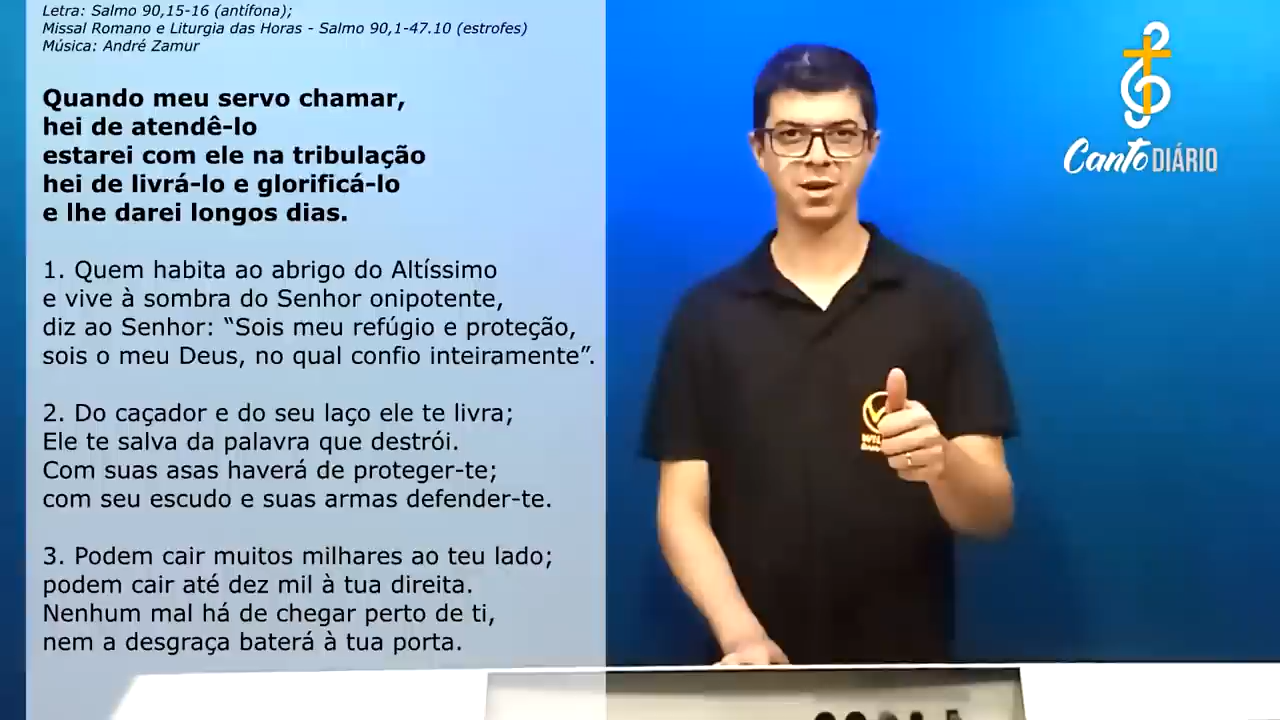 Letra: Salmo 90,15-16 (antífona);
Missal Romano e Liturgia das Horas - Salmo 90,1-47.10 (estrofes)
Música: André Zamur
Quando meu servo chamar,
hei de atendê-lo
estarei com ele na tribulação
hei de livrá-lo e glorificá-lo
e lhe darei longos dias.
1. Quem habita ao abrigo do Altíssimo
e vive à sombra do Senhor onipotente,
diz ao Senhor: “Sois meu refúgio e proteção,
sois o meu Deus, no qual confio inteiramente”.
2. Do caçador e do seu laço ele te livra;
Ele te salva da palavra que destrói.
Com suas asas haverá de proteger-te;
com seu escudo e suas armas defender-te.
3. Podem cair muitos milhares ao teu lado;
podem cair até dez mil à tua direita.
Nenhum mal há de chegar perto de ti,
nem a desgraça baterá à tua porta.
Canto DIÁRIO